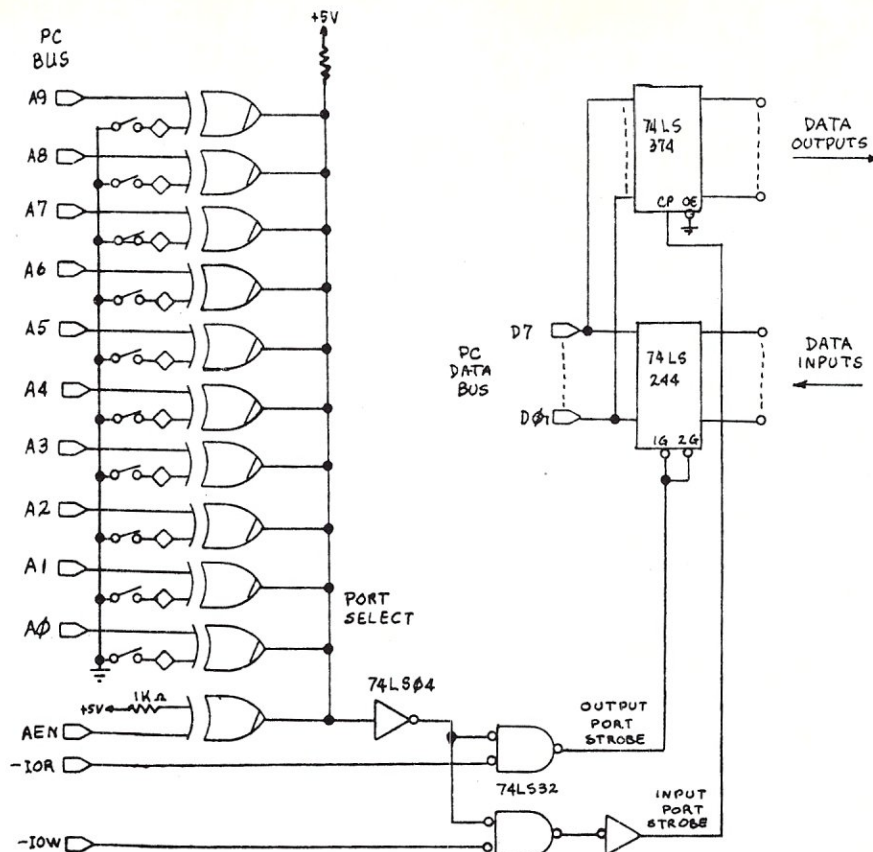 +5V
PC
BUS
A9
A8
A7
A6
A5
A4
A3
A2
A1
AØ
PORT
SELECT
+5V
1KΩ
AEN
-IOR
-IOW
74LSØ4
74LS32
OUTPUT
PORT
STROBE
INPUT
PORT
STROBE
74LS
374
CP OE
DATA
OUTPUTS
D7
PC
DATA
BUS
DØ
74LS
244
1G 2G
DATA
INPUTS